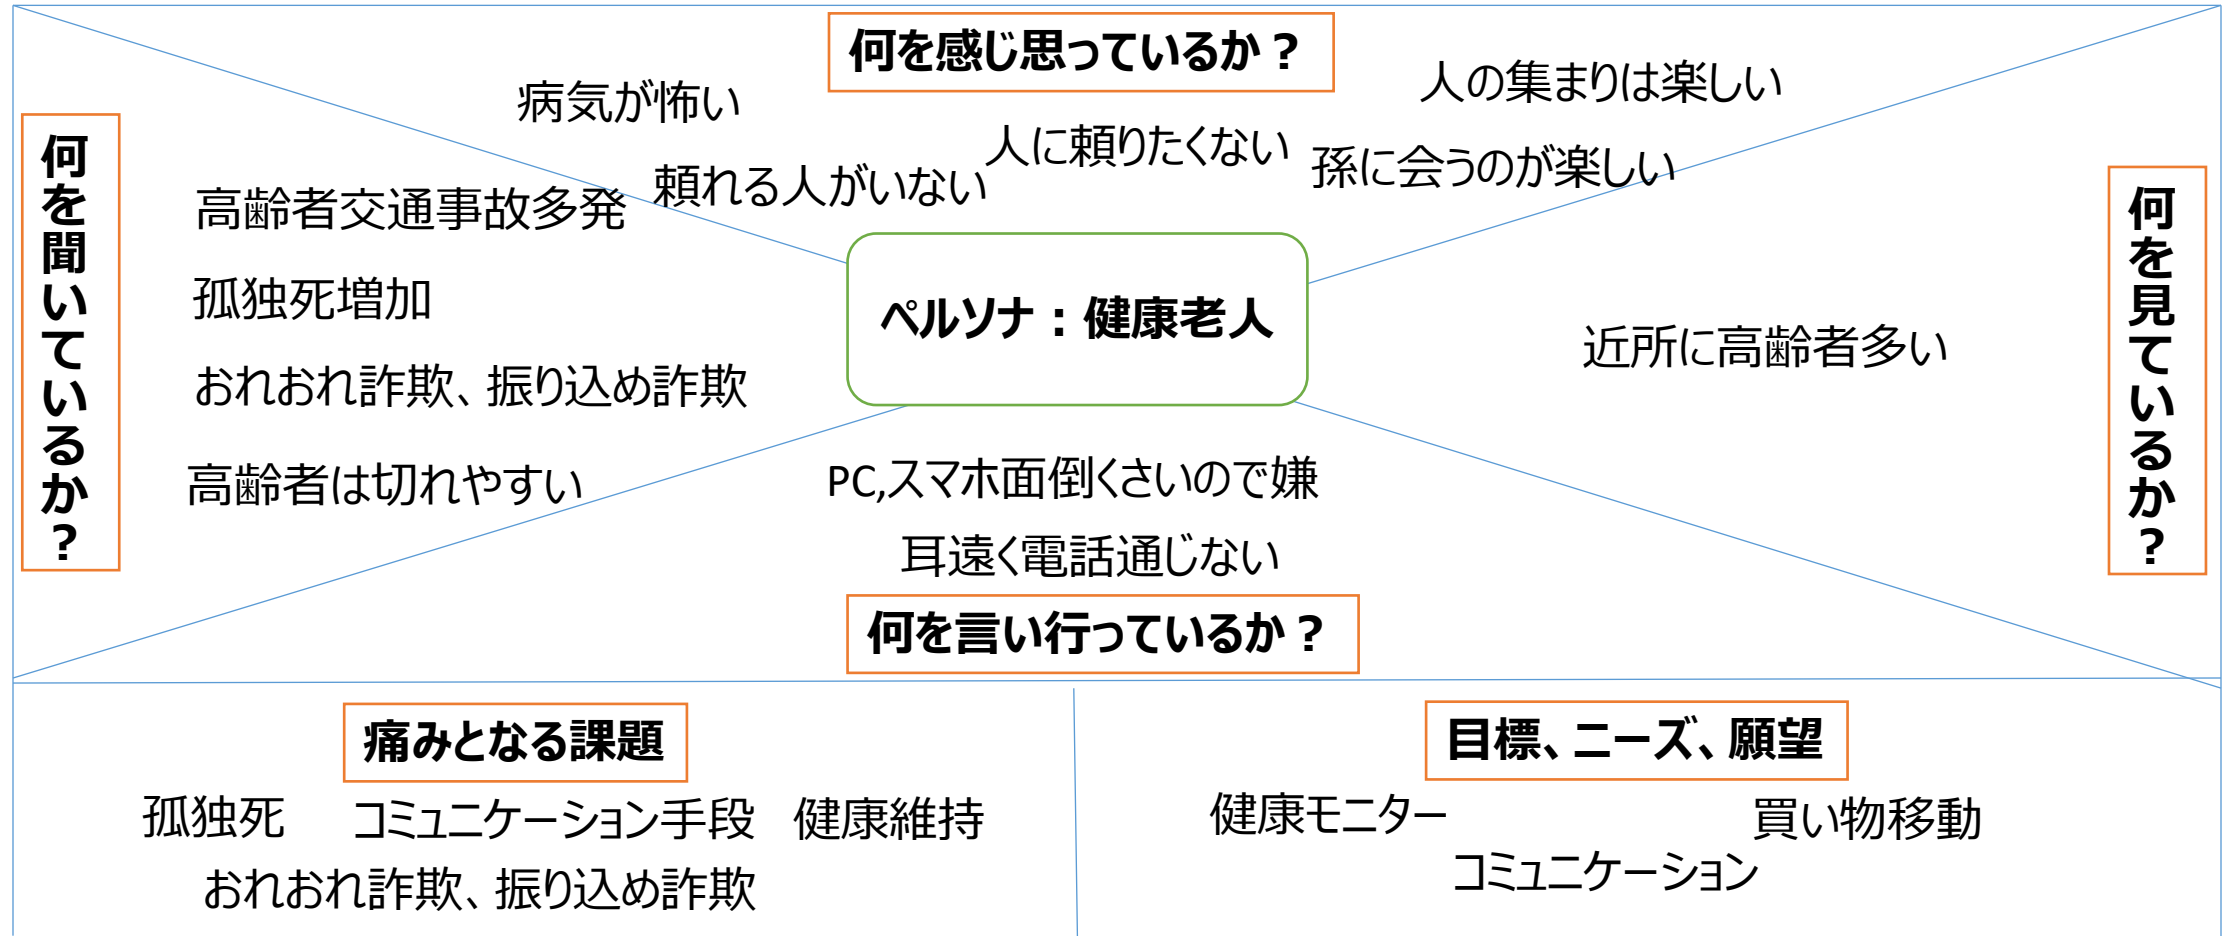 何を感じ思っているか？
病気が怖い
人の集まりは楽しい
人に頼りたくない
頼れる人がいない
孫に会うのが楽しい
何を聞いているか？
高齢者交通事故多発
孤独死増加
おれおれ詐欺、振り込め詐欺
高齢者は切れやすい
ペルソナ：健康老人
何を見ているか？
近所に高齢者多い
PC,スマホ面倒くさいので嫌
耳遠く電話通じない
何を言い行っているか？
痛みとなる課題
孤独死
コミュニケーション手段
健康維持
おれおれ詐欺、振り込め詐欺
目標、ニーズ、願望
健康モニター
買い物移動
コミュニケーション